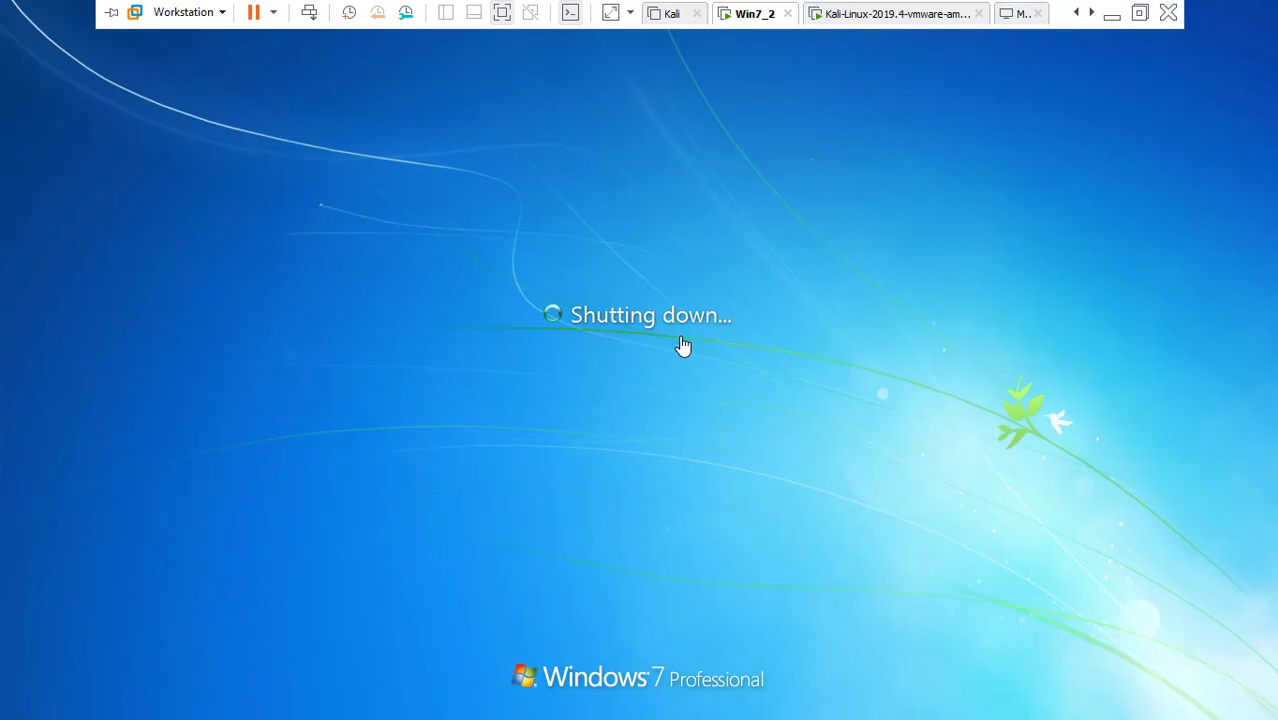 Workstation Kali Win7_2 Kali-Linux-2019.4-vmware-am... M...
Shutting down...
Windows 7 Professional